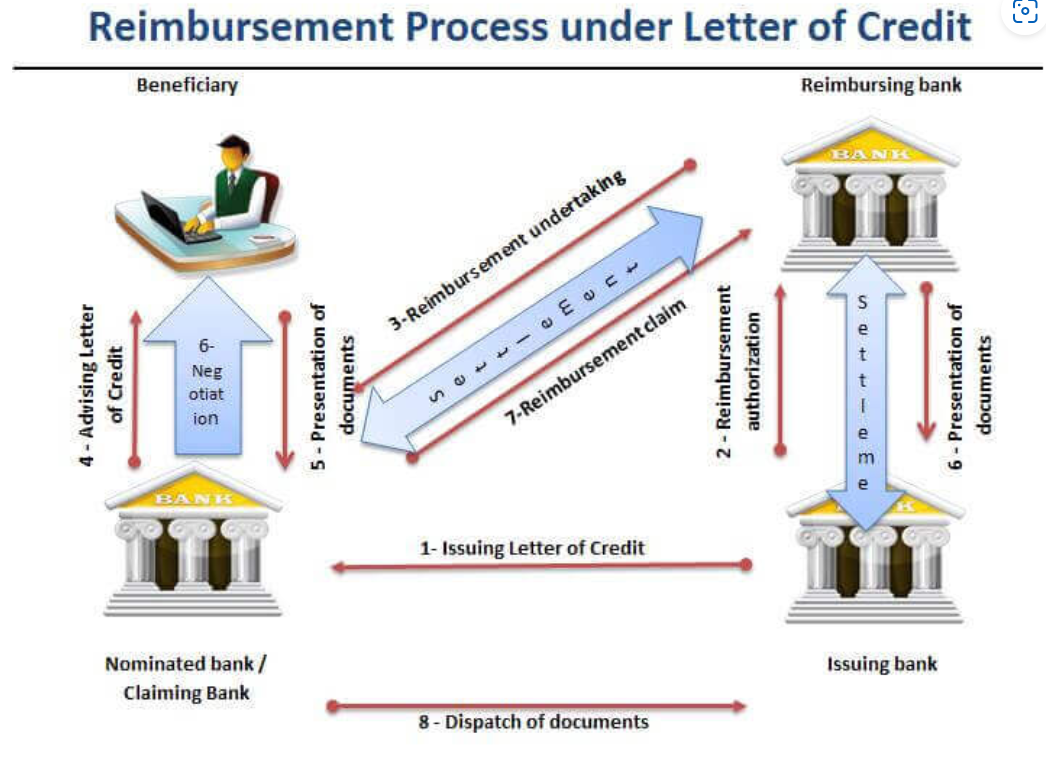 Reimbursement Process under Letter of Credit
Beneficiary
Reimbursing bank
BANK
3-Reimbursement undertaking
Settlement
7-Reimbursement claim
4 - Advising Letter
of Credit
6-
Neg
otiat
ion
5 - Presentation of
documents
2 - Reimbursement
authorization
S
e
t
t
l
e
m
e
6 - Presentation of
documents
BANK
K
1- Issuing Letter of Credit
Nominated bank /
Claiming Bank
Issuing bank
8 - Dispatch of documents